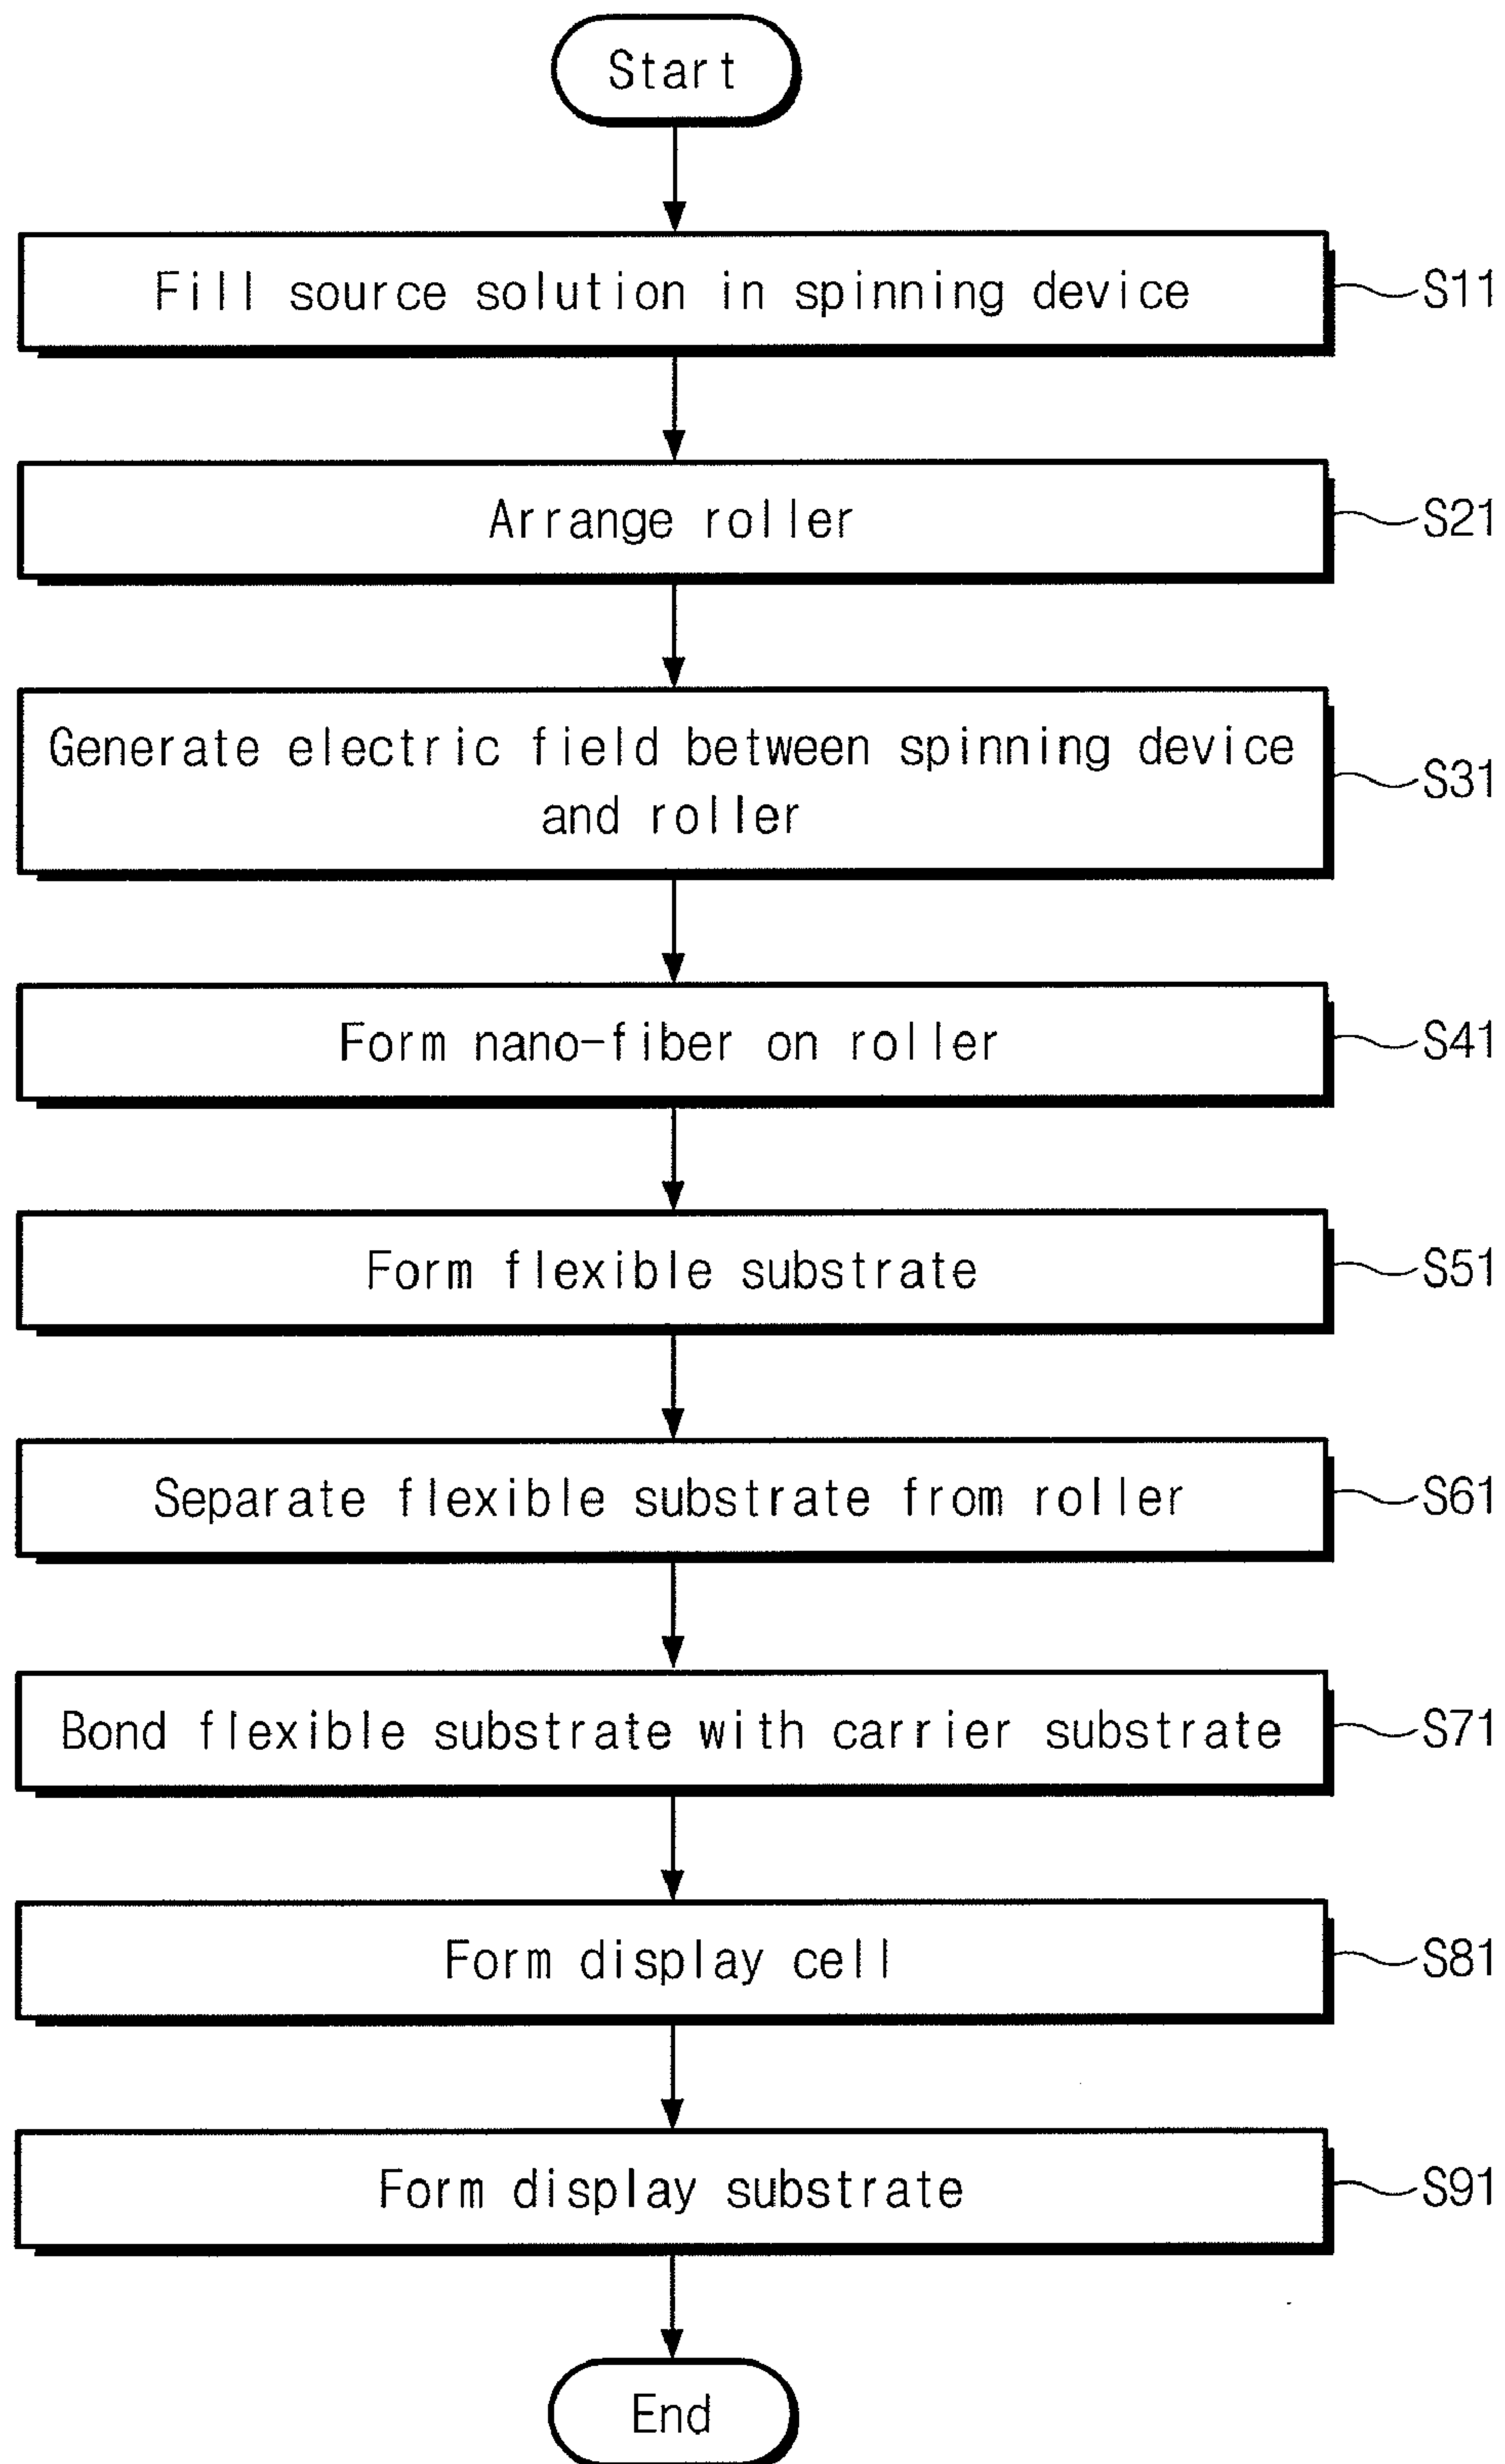 Start
Fill source solution in spinning device
S11
Arrange roller
S21
Generate electric field between spinning device
and roller
S31
Form nano-fiber on roller
S41
Form flexible substrate
S51
Separate flexible substrate from roller
S61
Bond flexible substrate with carrier substrate
S71
Form display cell
S81
Form display substrate
S91
End